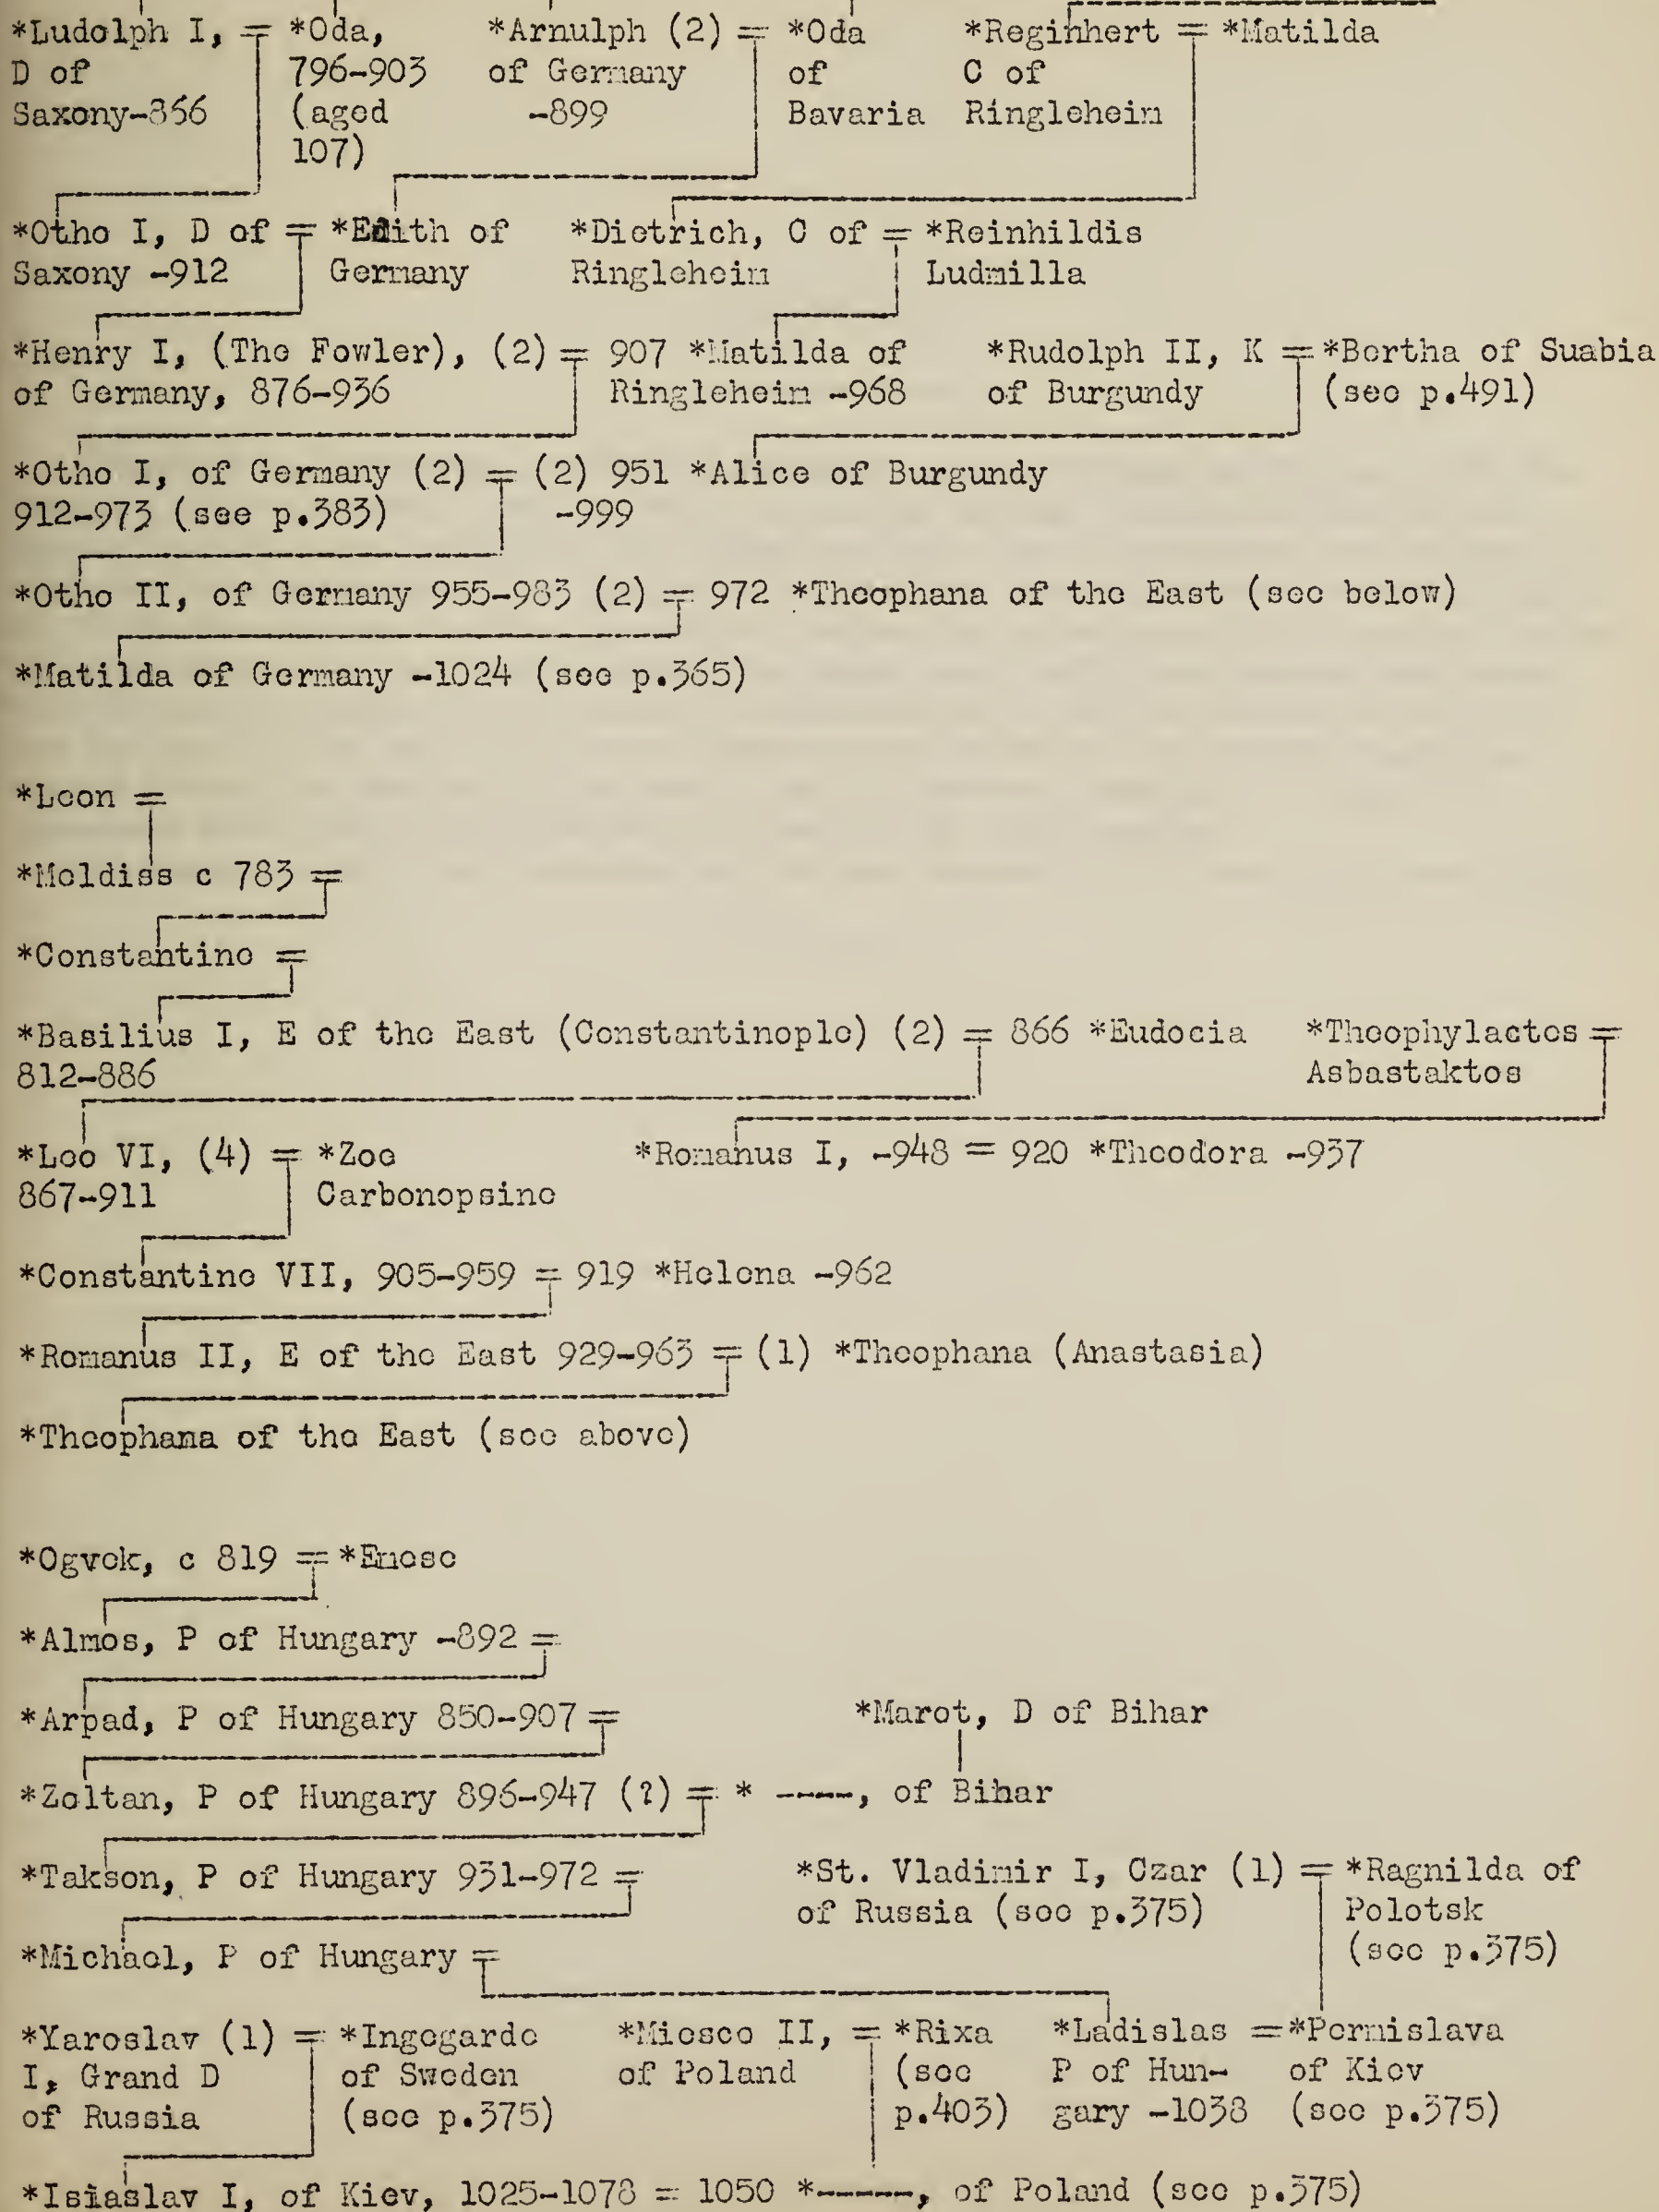 *Ludolph I, = *Oda, *Arnulph (2) = *Oda *Reginhert = *Matilda
D of 796-903 of Germany of C of
Saxony-866 (aged -899 Bavaria Ringleheim
107)
*Otho I, D of = *Edith of *Dietrich, C of = *Reinhildis
Saxony -912 Germany Ringleheim Ludmilla
*Henry I, (The Fowler), (2) = 907 *Matilda of *Rudolph II, K = *Bertha of Suabia
of Germany, 876-936 Ringleheim -968 of Burgundy (see p.491)
*Otho I, of Germany (2) = (2) 951 *Alice of Burgundy
912-973 (see p.383) -999
*Otho II, of Germany 955-983 (2) = 972 *Theophana of the East (see below)
*Matilda of Germany -1024 (see p.365)
*Leon =
*Meldiss c 783 =
*Constantine =
*Basilius I, E of the East (Constantinople) (2) = 866 *Eudocia *Theophylactes =
812-886 Asbastaktos
*Leo VI, (4) = *Zoe *Romanus I, -948 = 920 *Theodora -937
867-911 Carbonopsine
*Constantine VII, 905-959 = 919 *Helena -962
*Romanus II, E of the East 929-963 = (1) *Theophana (Anastasia)
*Theophana of the East (see above)
*Ogvek, c 819 = *Enese
*Almos, P of Hungary -892 =
*Arpad, P of Hungary 850-907 = *Marot, D of Bihar
*Zoltan, P of Hungary 896-947 (?) = * ----, of Bihar
*Takson, P of Hungary 931-972 = *St. Vladimir I, Czar (1) = *Ragnilda of
of Russia (see p.375) Polotsk
*Michael, P of Hungary = (see p.375)
*Yaroslav (1) = *Ingegarde *Miesco II, = *Rixa *Ladislas = *Permislava
I, Grand D of Sweden of Poland (see P of Hun- of Kiev
of Russia (see p.375) p.403) gary -1038 (see p.375)
*Isiaslav I, of Kiev, 1025-1078 = 1050 *-----, of Poland (see p.375)